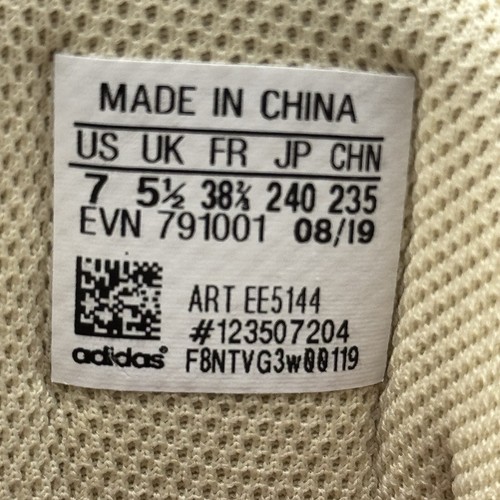 MADE IN CHINA
US UK FR JP CHN
7 5½ 38⅔ 240 235
EVN 791001 08/19
ART EE5144
#123507204
adidas® F8NTVG3w00119